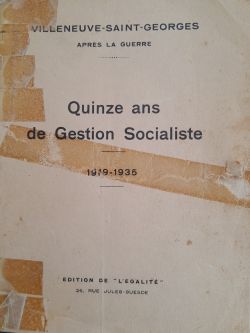 VILLENEUVE-SAINT-GEORGES
APRÈS LA GUERRE
Quinze ans
de Gestion Socialiste
1919-1935
EDITION DE "L'EGALITÉ"
26, RUE JULES-GUESDE